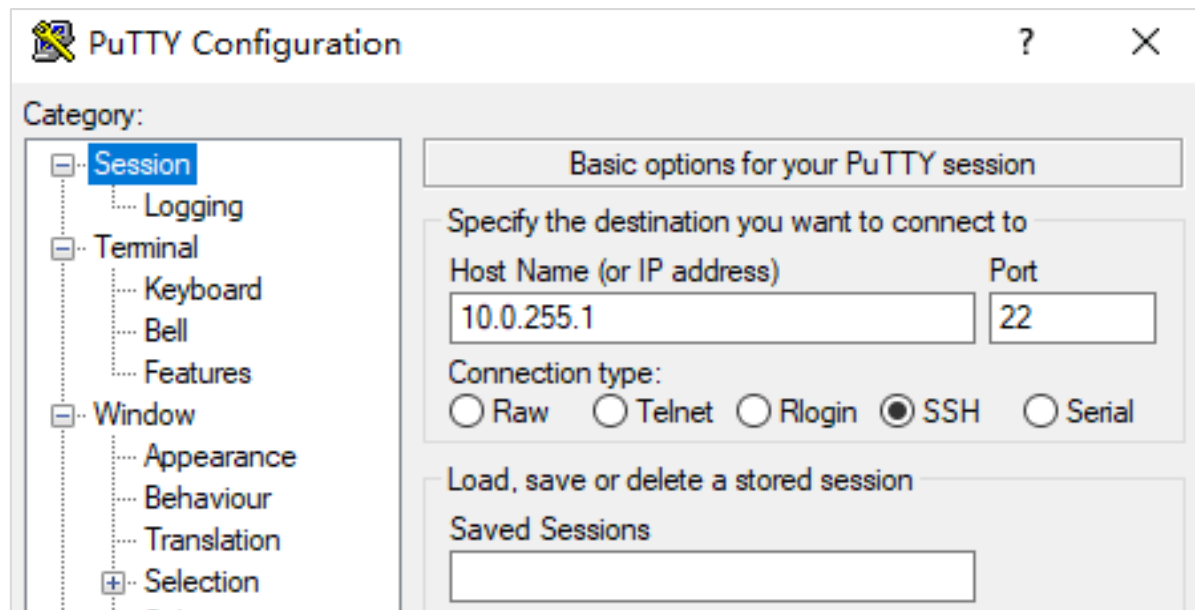 PuTTY Configuration
Category:
Session
Logging
Terminal
Keyboard
Bell
Features
Window
Appearance
Behaviour
Translation
Selection
Basic options for your PuTTY session
Specify the destination you want to connect to
Host Name (or IP address) Port
10.0.255.1 22
Connection type:
Raw Telnet Rlogin SSH Serial
Load, save or delete a stored session
Saved Sessions